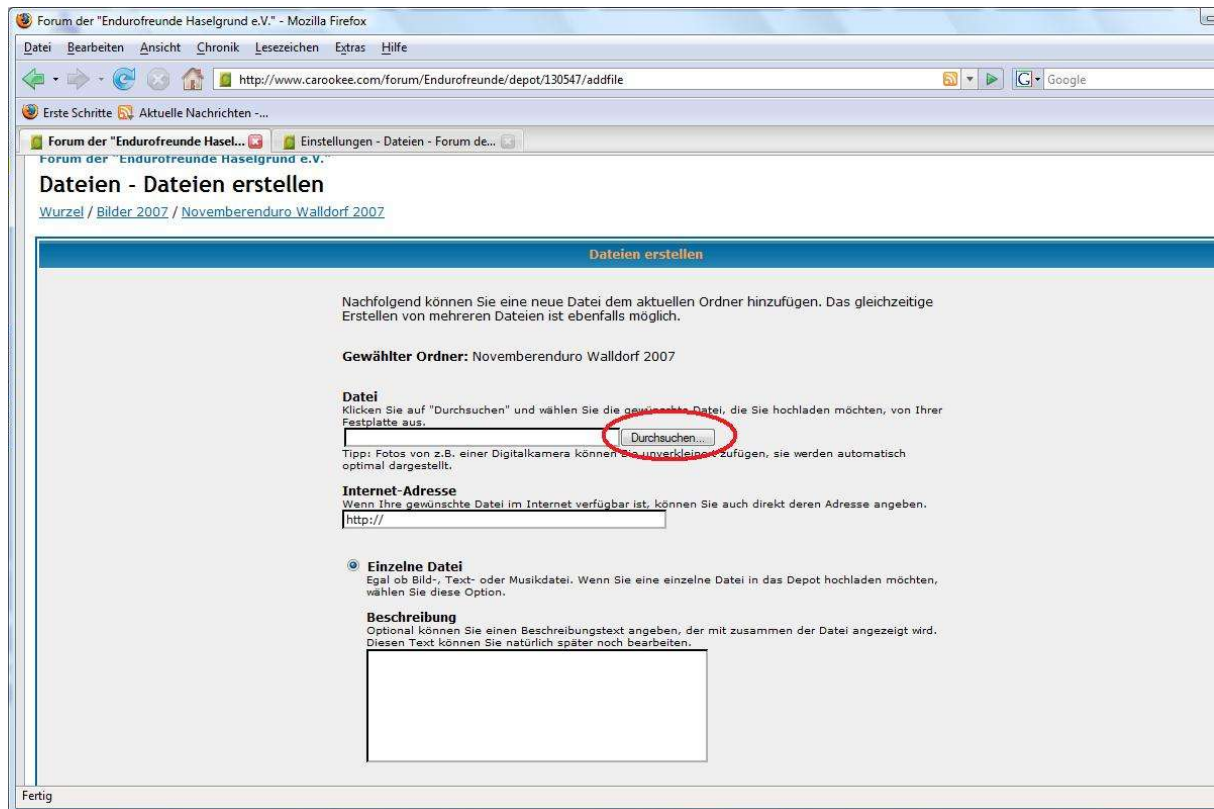 Forum der "Endurofreunde Haselgrund e.V." - Mozilla Firefox
Datei Bearbeiten Ansicht Chronik Lesezeichen Extras Hilfe
http://www.carookee.com/forum/Endurofreunde/depot/130547/addfile
G Google
Erste Schritte Aktuelle Nachrichten -...
Forum der "Endurofreunde Hasel... Einstellungen - Dateien - Forum de...
Forum der "Endurofreunde Haselgrund e.V."
Dateien - Dateien erstellen
Wurzel / Bilder 2007 / Novemberenduro Walldorf 2007
Dateien erstellen
Nachfolgend können Sie eine neue Datei dem aktuellen Ordner hinzufügen. Das gleichzeitige
Erstellen von mehreren Dateien ist ebenfalls möglich.
Gewählter Ordner: Novemberenduro Walldorf 2007
Datei
Klicken Sie auf "Durchsuchen" und wählen Sie die gewünschte Datei, die Sie hochladen möchten, von Ihrer
Festplatte aus.
Durchsuchen...
Tipp: Fotos von z.B. einer Digitalkamera können Sie unverkleinert zufügen, sie werden automatisch
optimal dargestellt.
Internet-Adresse
Wenn Ihre gewünschte Datei im Internet verfügbar ist, können Sie auch direkt deren Adresse angeben.
http://
Einzelne Datei
Egal ob Bild-, Text- oder Musikdatei. Wenn Sie eine einzelne Datei in das Depot hochladen möchten,
wählen Sie diese Option.
Beschreibung
Optional können Sie einen Beschreibungstext angeben, der mit zusammen der Datei angezeigt wird.
Diesen Text können Sie natürlich später noch bearbeiten.
Fertig